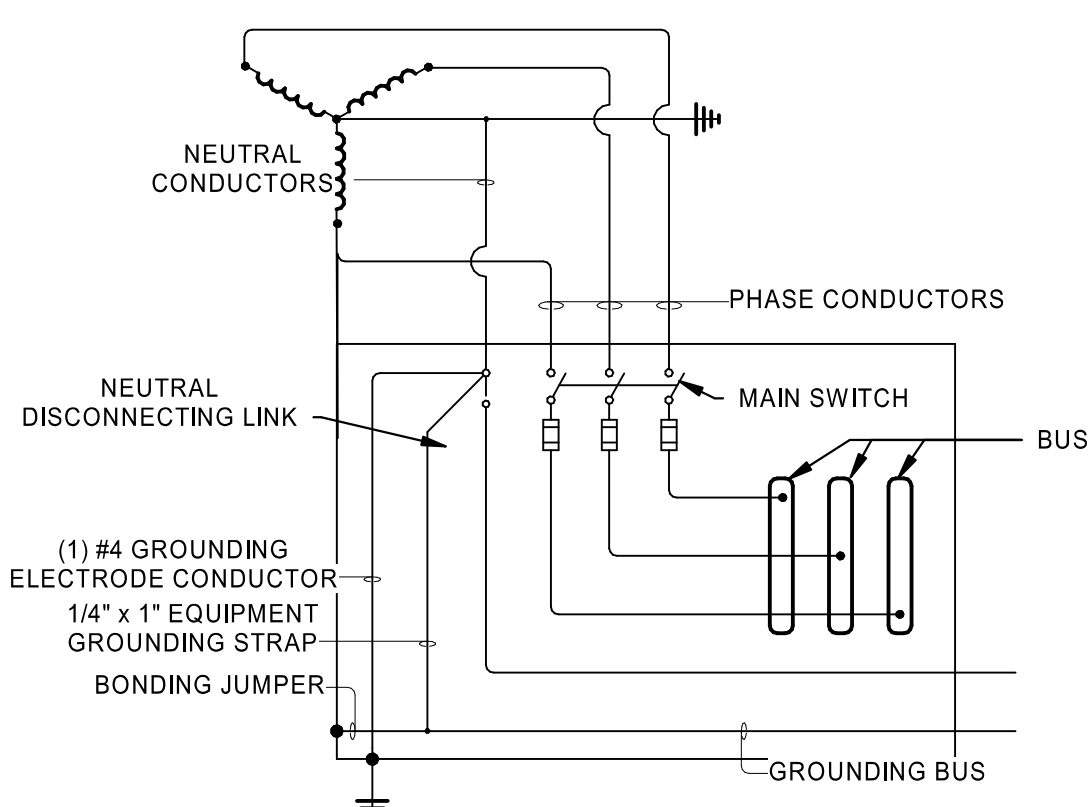 NEUTRAL
CONDUCTORS
PHASE CONDUCTORS
NEUTRAL
DISCONNECTING LINK
MAIN SWITCH
BUS
(1) #4 GROUNDING
ELECTRODE CONDUCTOR
1/4" x 1" EQUIPMENT
GROUNDING STRAP
BONDING JUMPER
GROUNDING BUS